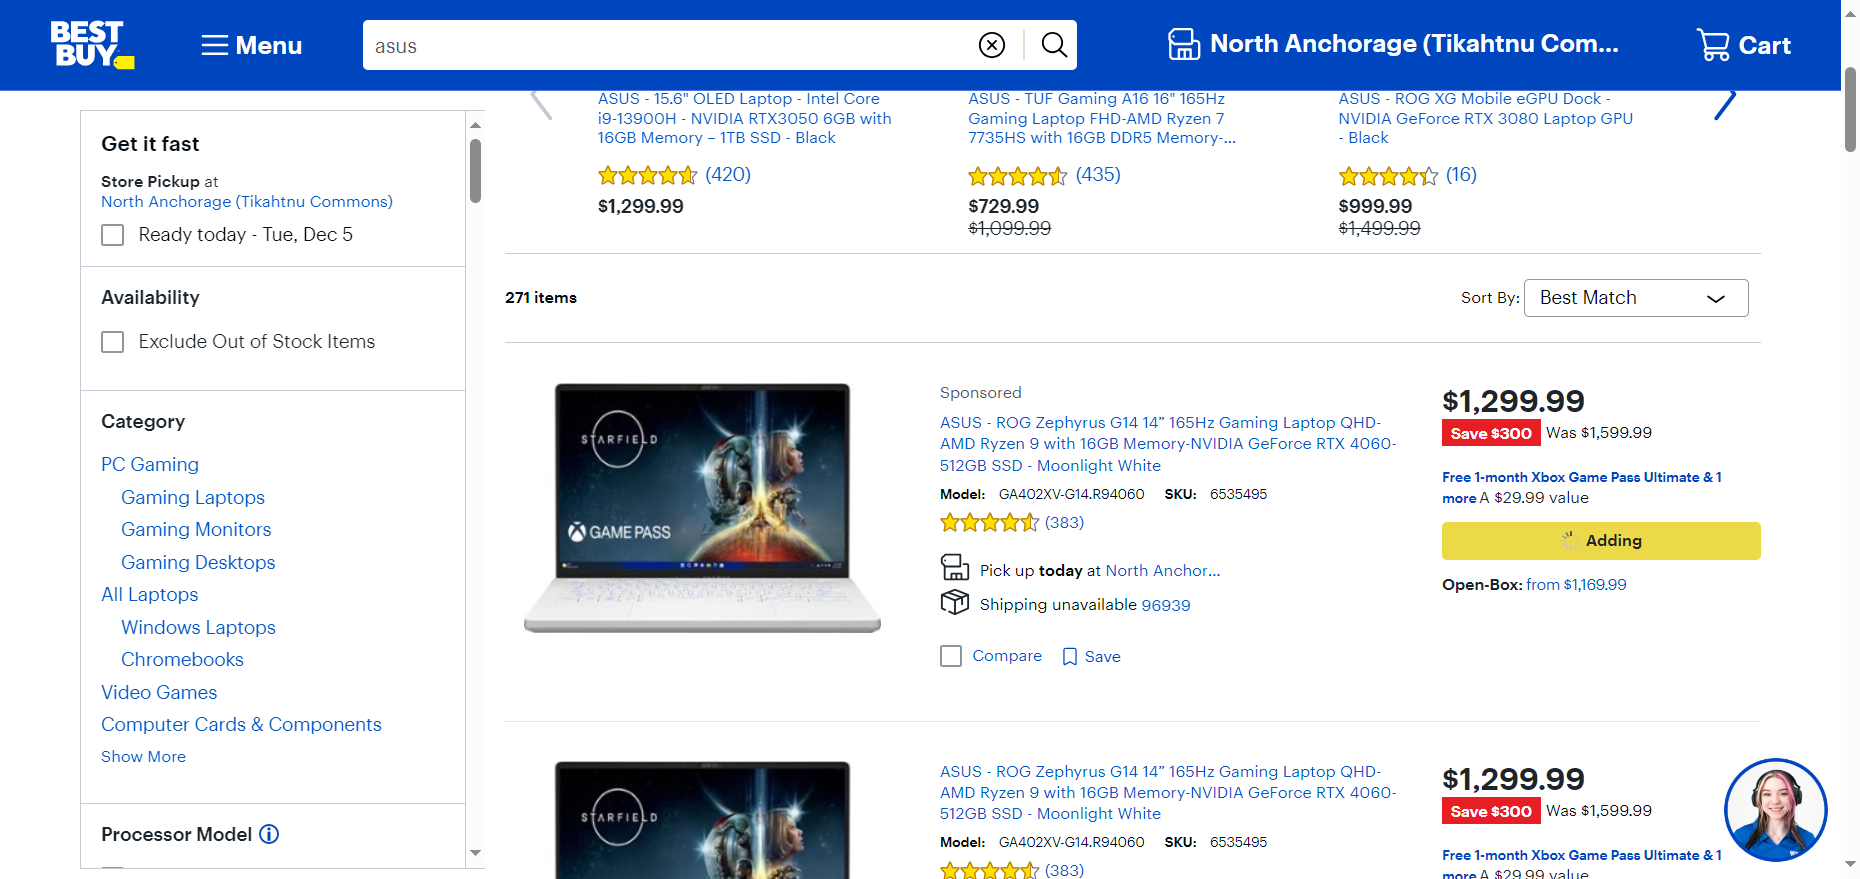 BEST
BUY
Menu
asus
North Anchorage (Tikahtnu Com...
Cart
Get it fast
Store Pickup at
North Anchorage (Tikahtnu Commons)
Ready today - Tue, Dec 5
Availability
Exclude Out of Stock Items
Category
PC Gaming
Gaming Laptops
Gaming Monitors
Gaming Desktops
All Laptops
Windows Laptops
Chromebooks
Video Games
Computer Cards & Components
Show More
Processor Model
ASUS - 15.6" OLED Laptop - Intel Core
i9-13900H - NVIDIA RTX3050 6GB with
16GB Memory – 1TB SSD - Black
(420)
$1,299.99
ASUS - TUF Gaming A16 16" 165Hz
Gaming Laptop FHD-AMD Ryzen 7
7735HS with 16GB DDR5 Memory-...
(435)
$729.99
$1,099.99
ASUS - ROG XG Mobile eGPU Dock -
NVIDIA GeForce RTX 3080 Laptop GPU
- Black
(16)
$999.99
$1,499.99
271 items
Sort By: Best Match
STARFIELD
GAME PASS
Sponsored
ASUS - ROG Zephyrus G14 14” 165Hz Gaming Laptop QHD-
AMD Ryzen 9 with 16GB Memory-NVIDIA GeForce RTX 4060-
512GB SSD - Moonlight White
Model: GA402XV-G14.R94060 SKU: 6535495
(383)
Pick up today at North Anchor...
Shipping unavailable 96939
Compare Save
$1,299.99
Save $300 Was $1,599.99
Free 1-month Xbox Game Pass Ultimate & 1
more A $29.99 value
Adding
Open-Box: from $1,169.99
STARFIELD
ASUS - ROG Zephyrus G14 14” 165Hz Gaming Laptop QHD-
AMD Ryzen 9 with 16GB Memory-NVIDIA GeForce RTX 4060-
512GB SSD - Moonlight White
Model: GA402XV-G14.R94060 SKU: 6535495
(383)
$1,299.99
Save $300 Was $1,599.99
Free 1-month Xbox Game Pass Ultimate & 1
more A $29.99 value